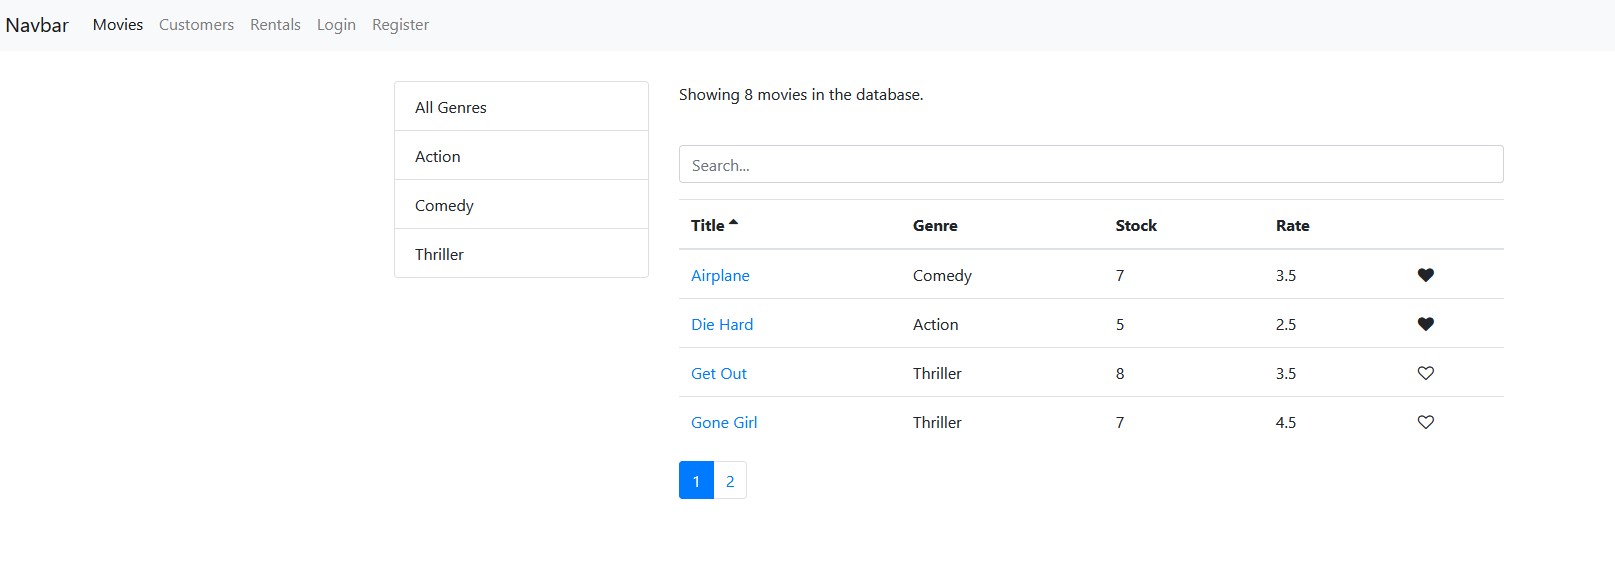 Navbar Movies Customers Rentals Login Register
All Genres
Action
Comedy
Thriller
Showing 8 movies in the database.
Search...
Title Genre Stock Rate
Airplane Comedy 7 3.5
Die Hard Action 5 2.5
Get Out Thriller 8 3.5
Gone Girl Thriller 7 4.5
1 2